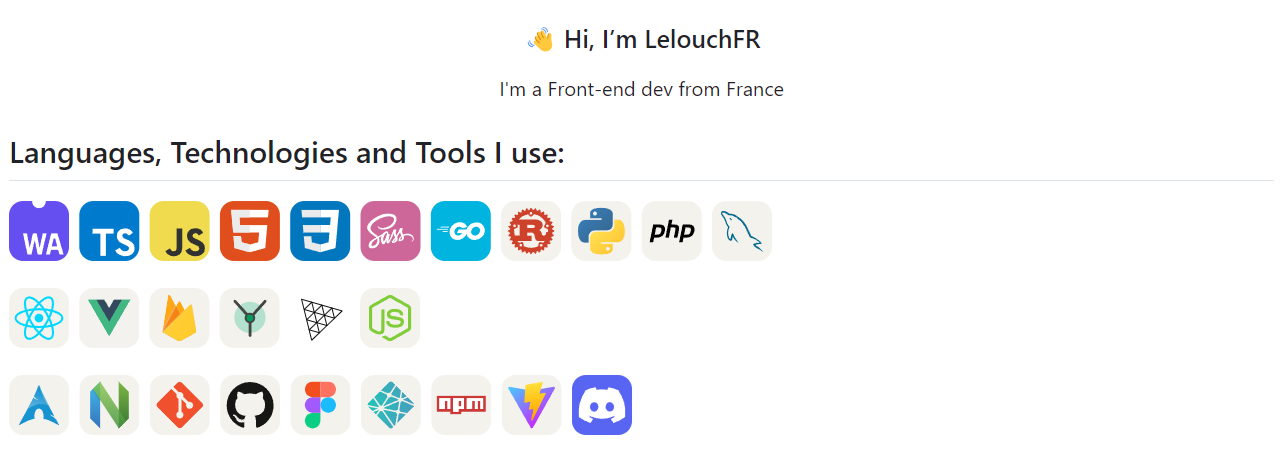 👋 Hi, I’m LelouchFR
I'm a Front-end dev from France
Languages, Technologies and Tools I use:
WA TS JS 5 3 Sass GO R php
JS
npm